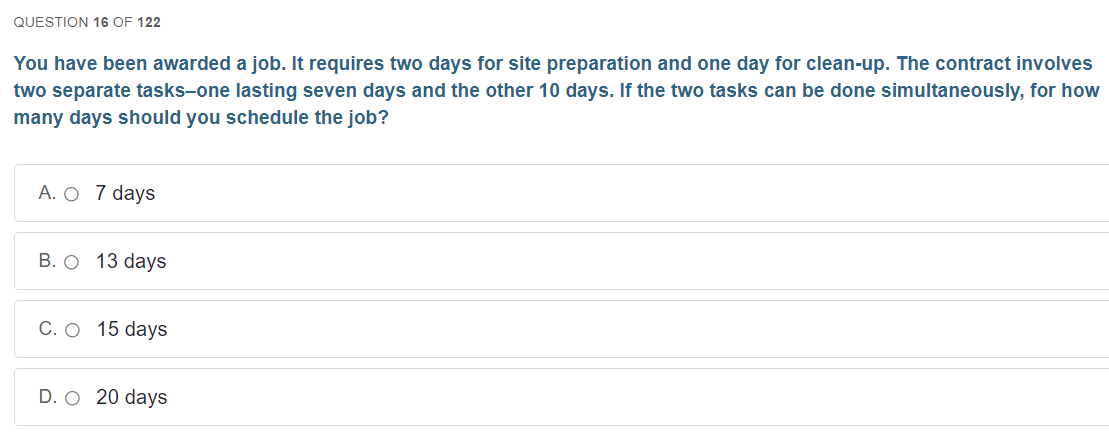 QUESTION 16 OF 122
You have been awarded a job. It requires two days for site preparation and one day for clean-up. The contract involves
two separate tasks–one lasting seven days and the other 10 days. If the two tasks can be done simultaneously, for how
many days should you schedule the job?
A. 7 days
B. 13 days
C. 15 days
D. 20 days